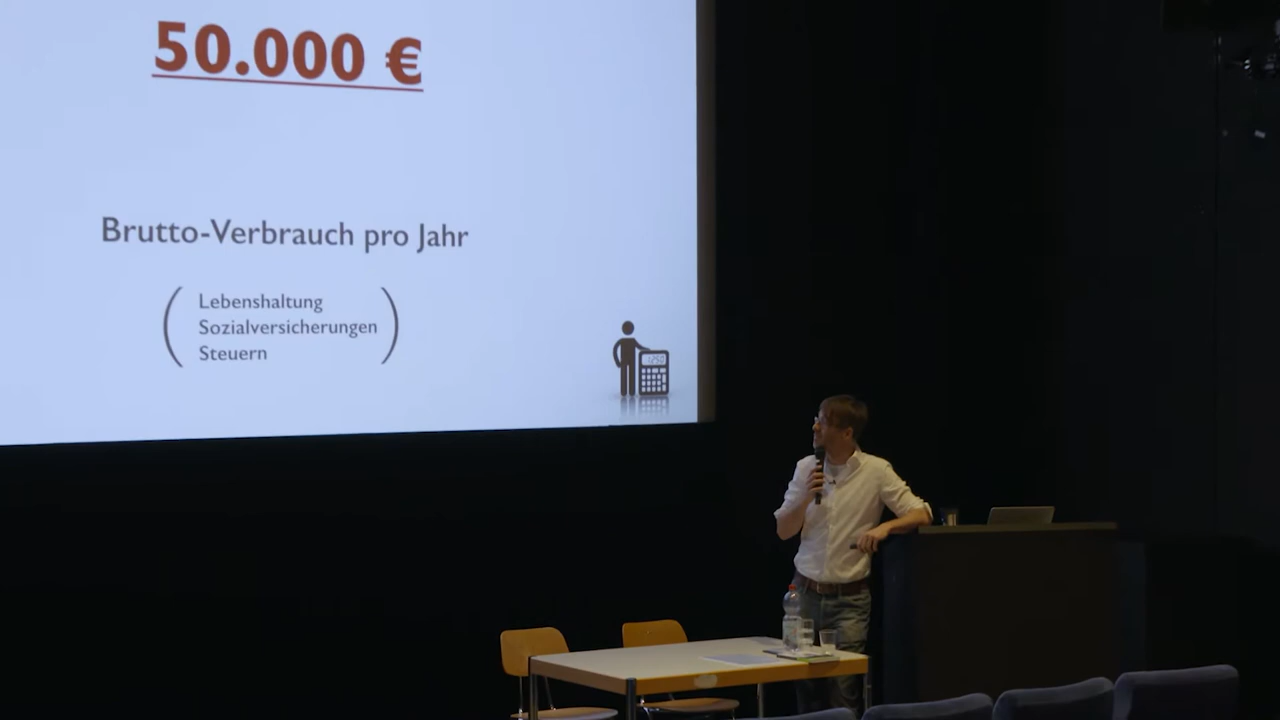 50.000 €
Brutto-Verbrauch pro Jahr
Lebenshaltung
Sozialversicherungen
Steuern